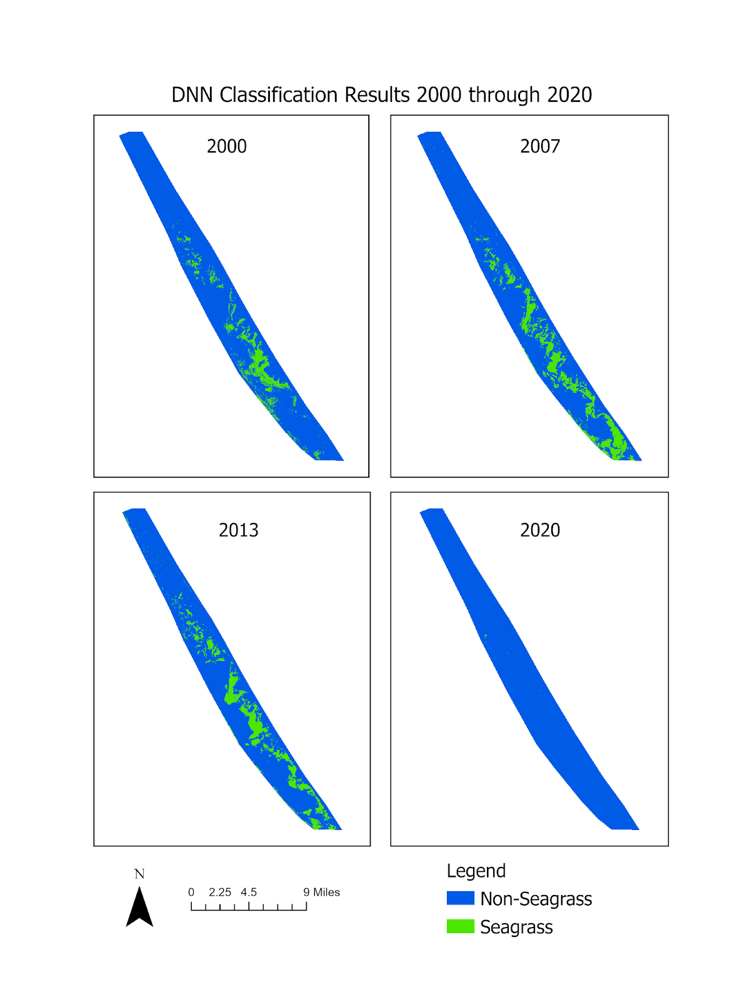 DNN Classification Results 2000 through 2020
2000
2007
2013
2020
N
0 2.25 4.5 9 Miles
Legend
Non-Seagrass
Seagrass